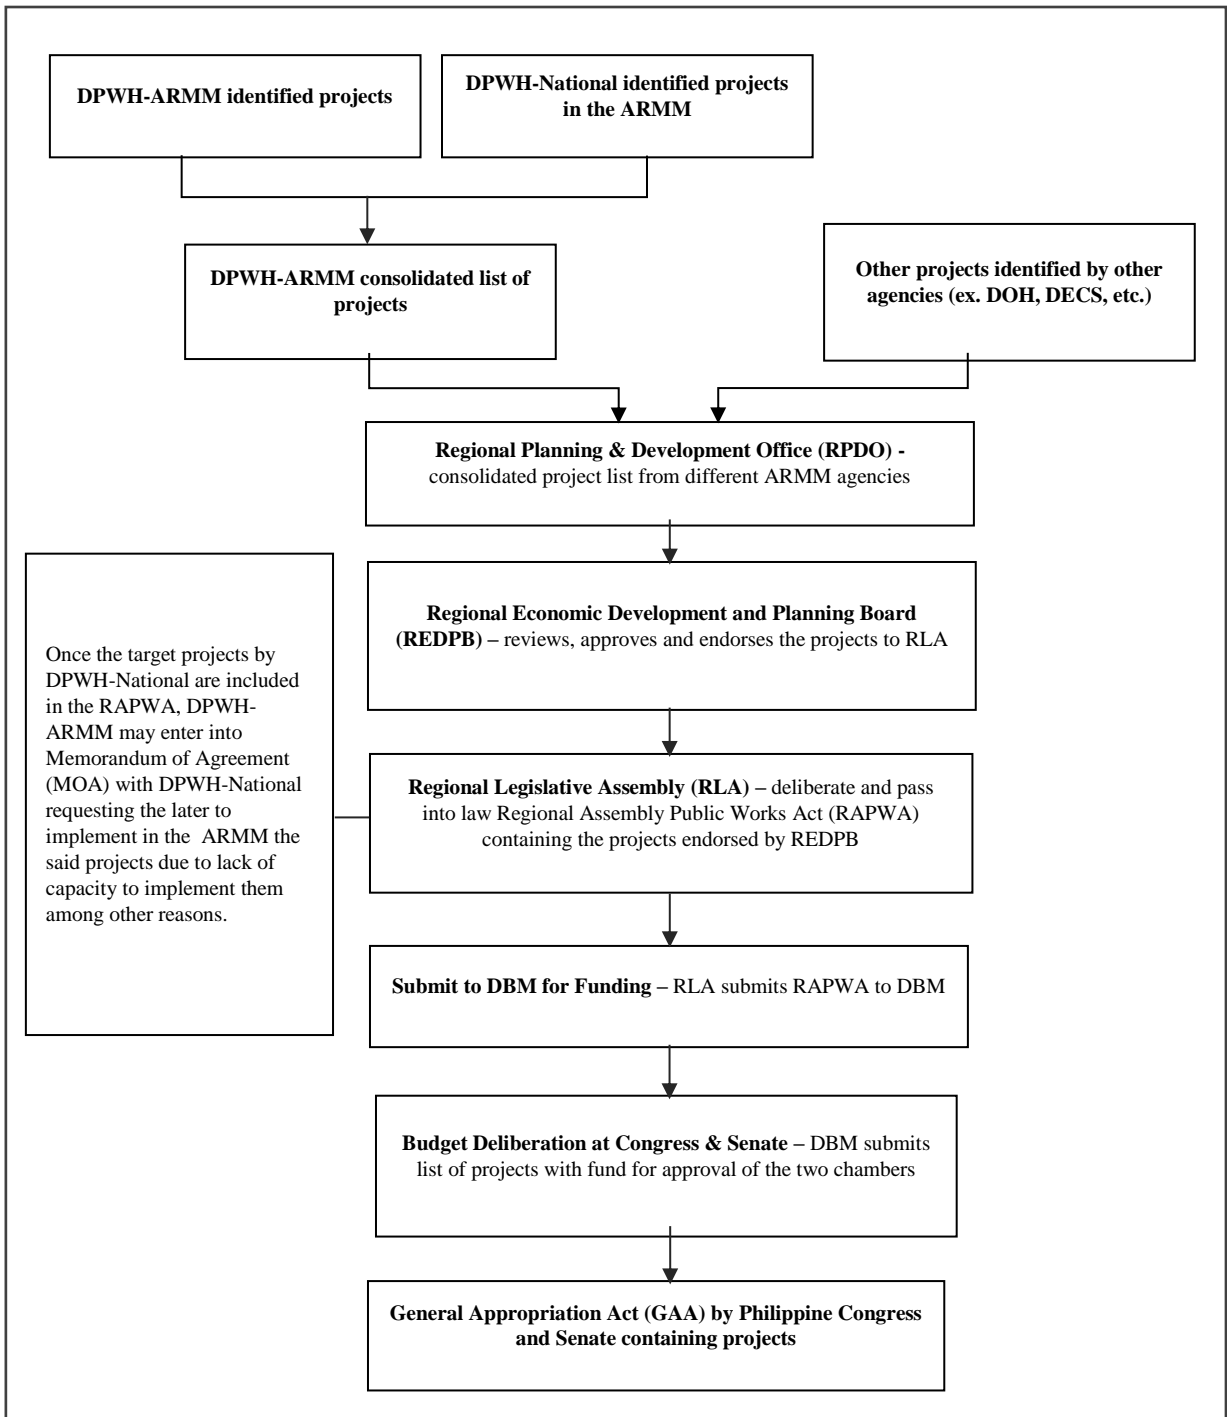 DPWH-ARMM identified projects
DPWH-National identified projects
in the ARMM
DPWH-ARMM consolidated list of
projects
Other projects identified by other
agencies (ex. DOH, DECS, etc.)
Regional Planning & Development Office (RPDO) -
consolidated project list from different ARMM agencies
Regional Economic Development and Planning Board
(REDPB) – reviews, approves and endorses the projects to RLA
Once the target projects by
DPWH-National are included
in the RAPWA, DPWH-
ARMM may enter into
Memorandum of Agreement
(MOA) with DPWH-National
requesting the later to
implement in the  ARMM the
said projects due to lack of
capacity to implement them
among other reasons.
Regional Legislative Assembly (RLA) – deliberate and pass
into law Regional Assembly Public Works Act (RAPWA)
containing the projects endorsed by REDPB
Submit to DBM for Funding – RLA submits RAPWA to DBM
Budget Deliberation at Congress & Senate – DBM submits
list of projects with fund for approval of the two chambers
General Appropriation Act (GAA) by Philippine Congress
and Senate containing projects